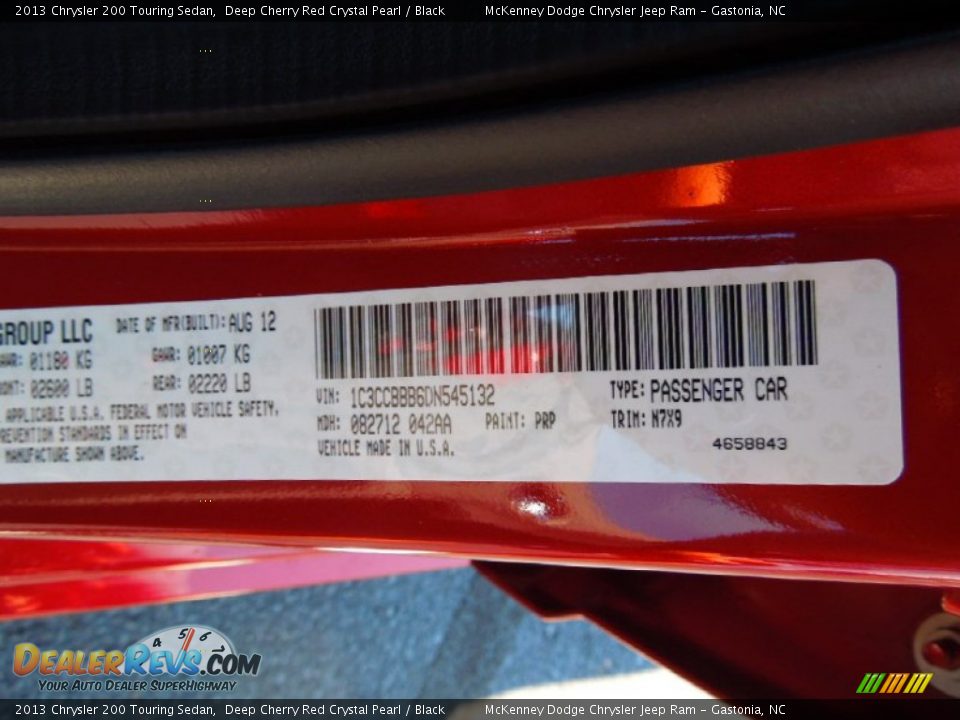 2013 Chrysler 200 Touring Sedan, Deep Cherry Red Crystal Pearl / Black McKenney Dodge Chrysler Jeep Ram - Gastonia, NC
GROUP LLC DATE OF MFR(BUILT): AUG 12
01180 KG GAWR: 01007 KG
02600 LB REAR: 02220 LB
APPLICABLE U.S.A. FEDERAL MOTOR VEHICLE SAFETY,
REVENTION STANDARDS IN EFFECT ON
MANUFACTURE SHOWN ABOVE.
VIN: 1C3CCBBB6DN545132 TYPE: PASSENGER CAR
MDH: 082712 042AA PAINT: PRP TRIM: N7X9
VEHICLE MADE IN U.S.A. 4658843
4 5 6
DEALERREVS.COM
YOUR AUTO DEALER SUPERHIGHWAY
2013 Chrysler 200 Touring Sedan, Deep Cherry Red Crystal Pearl / Black McKenney Dodge Chrysler Jeep Ram - Gastonia, NC